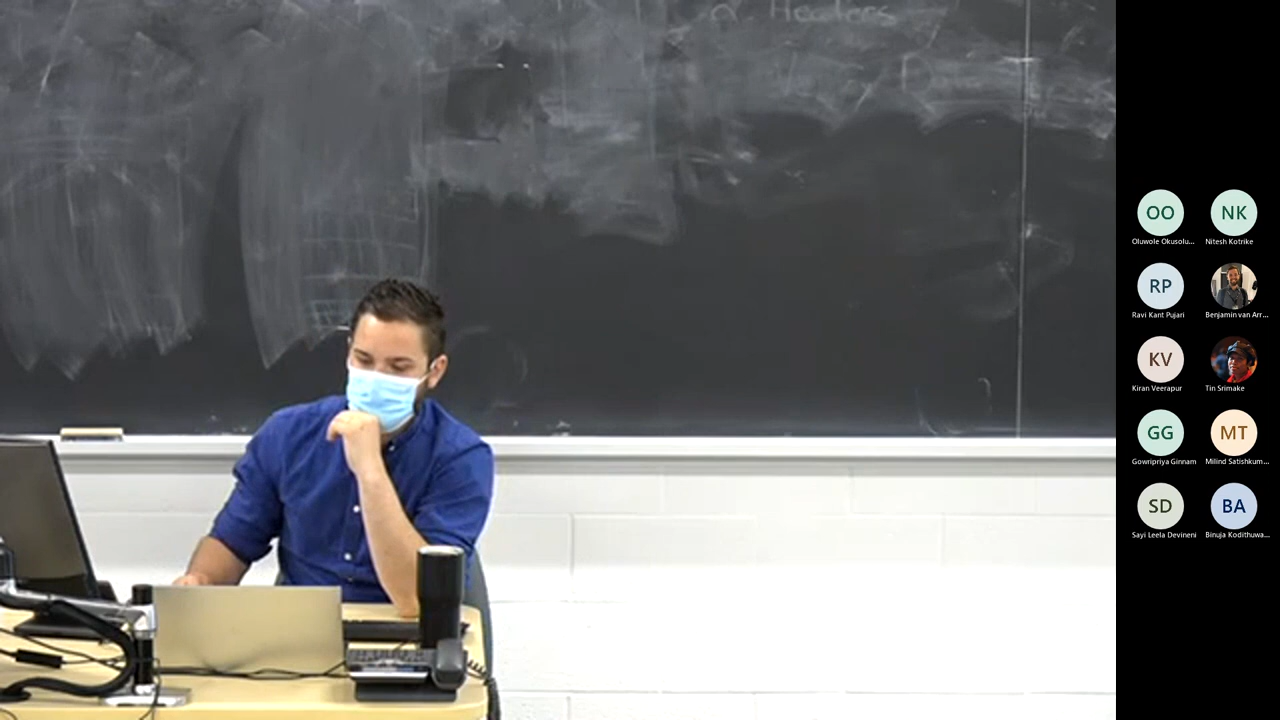 a. Healers
OO NK
Oluwole Okusolu... Nitesh Kotrike
RP
Ravi Kant Pujari Benjamin van Arr...
KV
Kiran Veerapur Tin Srimake
GG MT
Gowripriya Ginnam Milind Satishkum...
SD BA
Sayi Leela Devineni Binuja Kodithuwa...